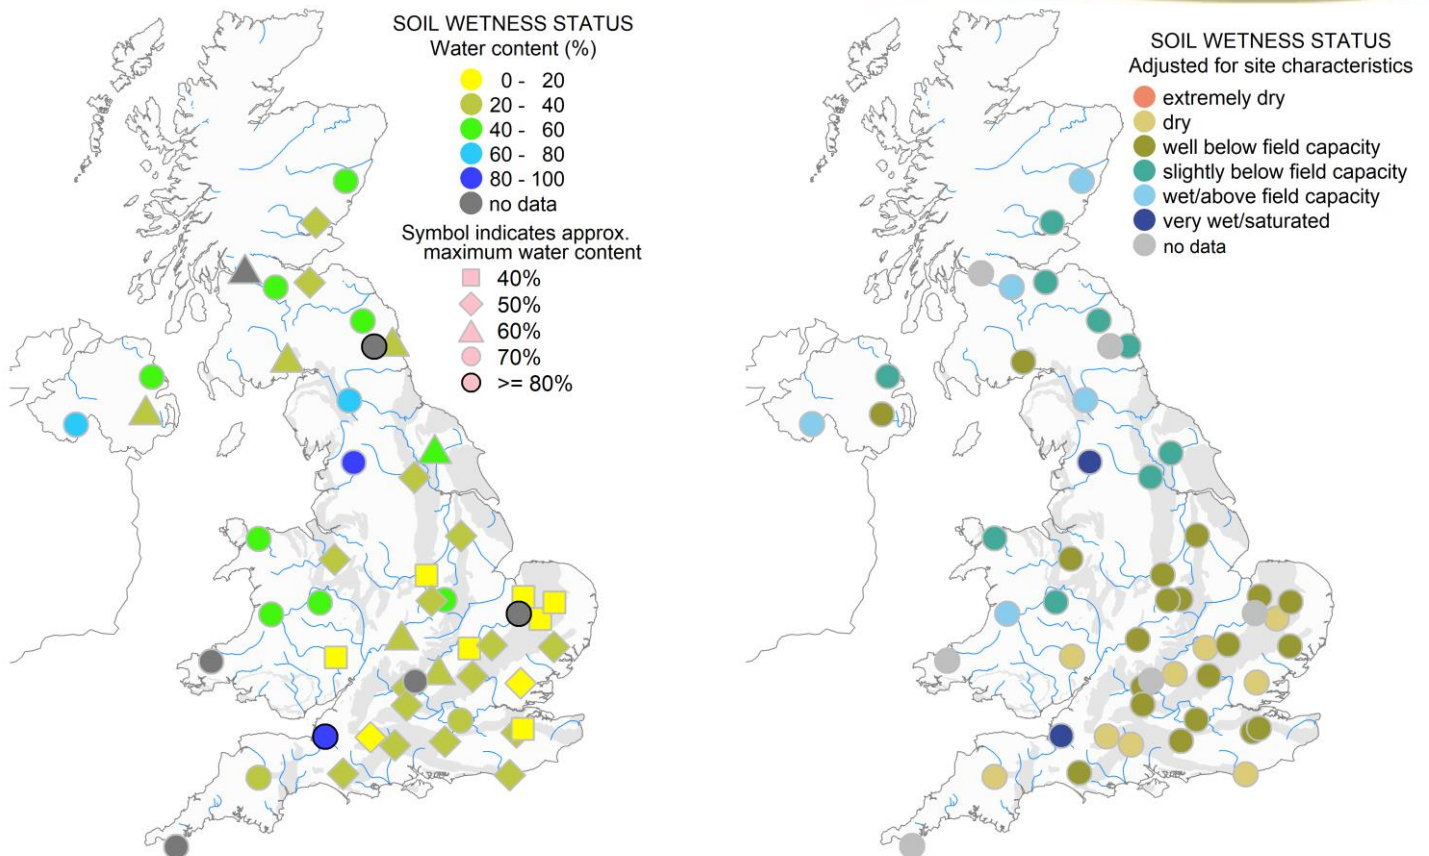 SOIL WETNESS STATUS
Water content (%)
0 - 20
20 - 40
40 - 60
60 - 80
80 - 100
no data
Symbol indicates approx.
maximum water content
40%
50%
60%
70%
>= 80%
SOIL WETNESS STATUS
Adjusted for site characteristics
extremely dry
dry
well below field capacity
slightly below field capacity
wet/above field capacity
very wet/saturated
no data